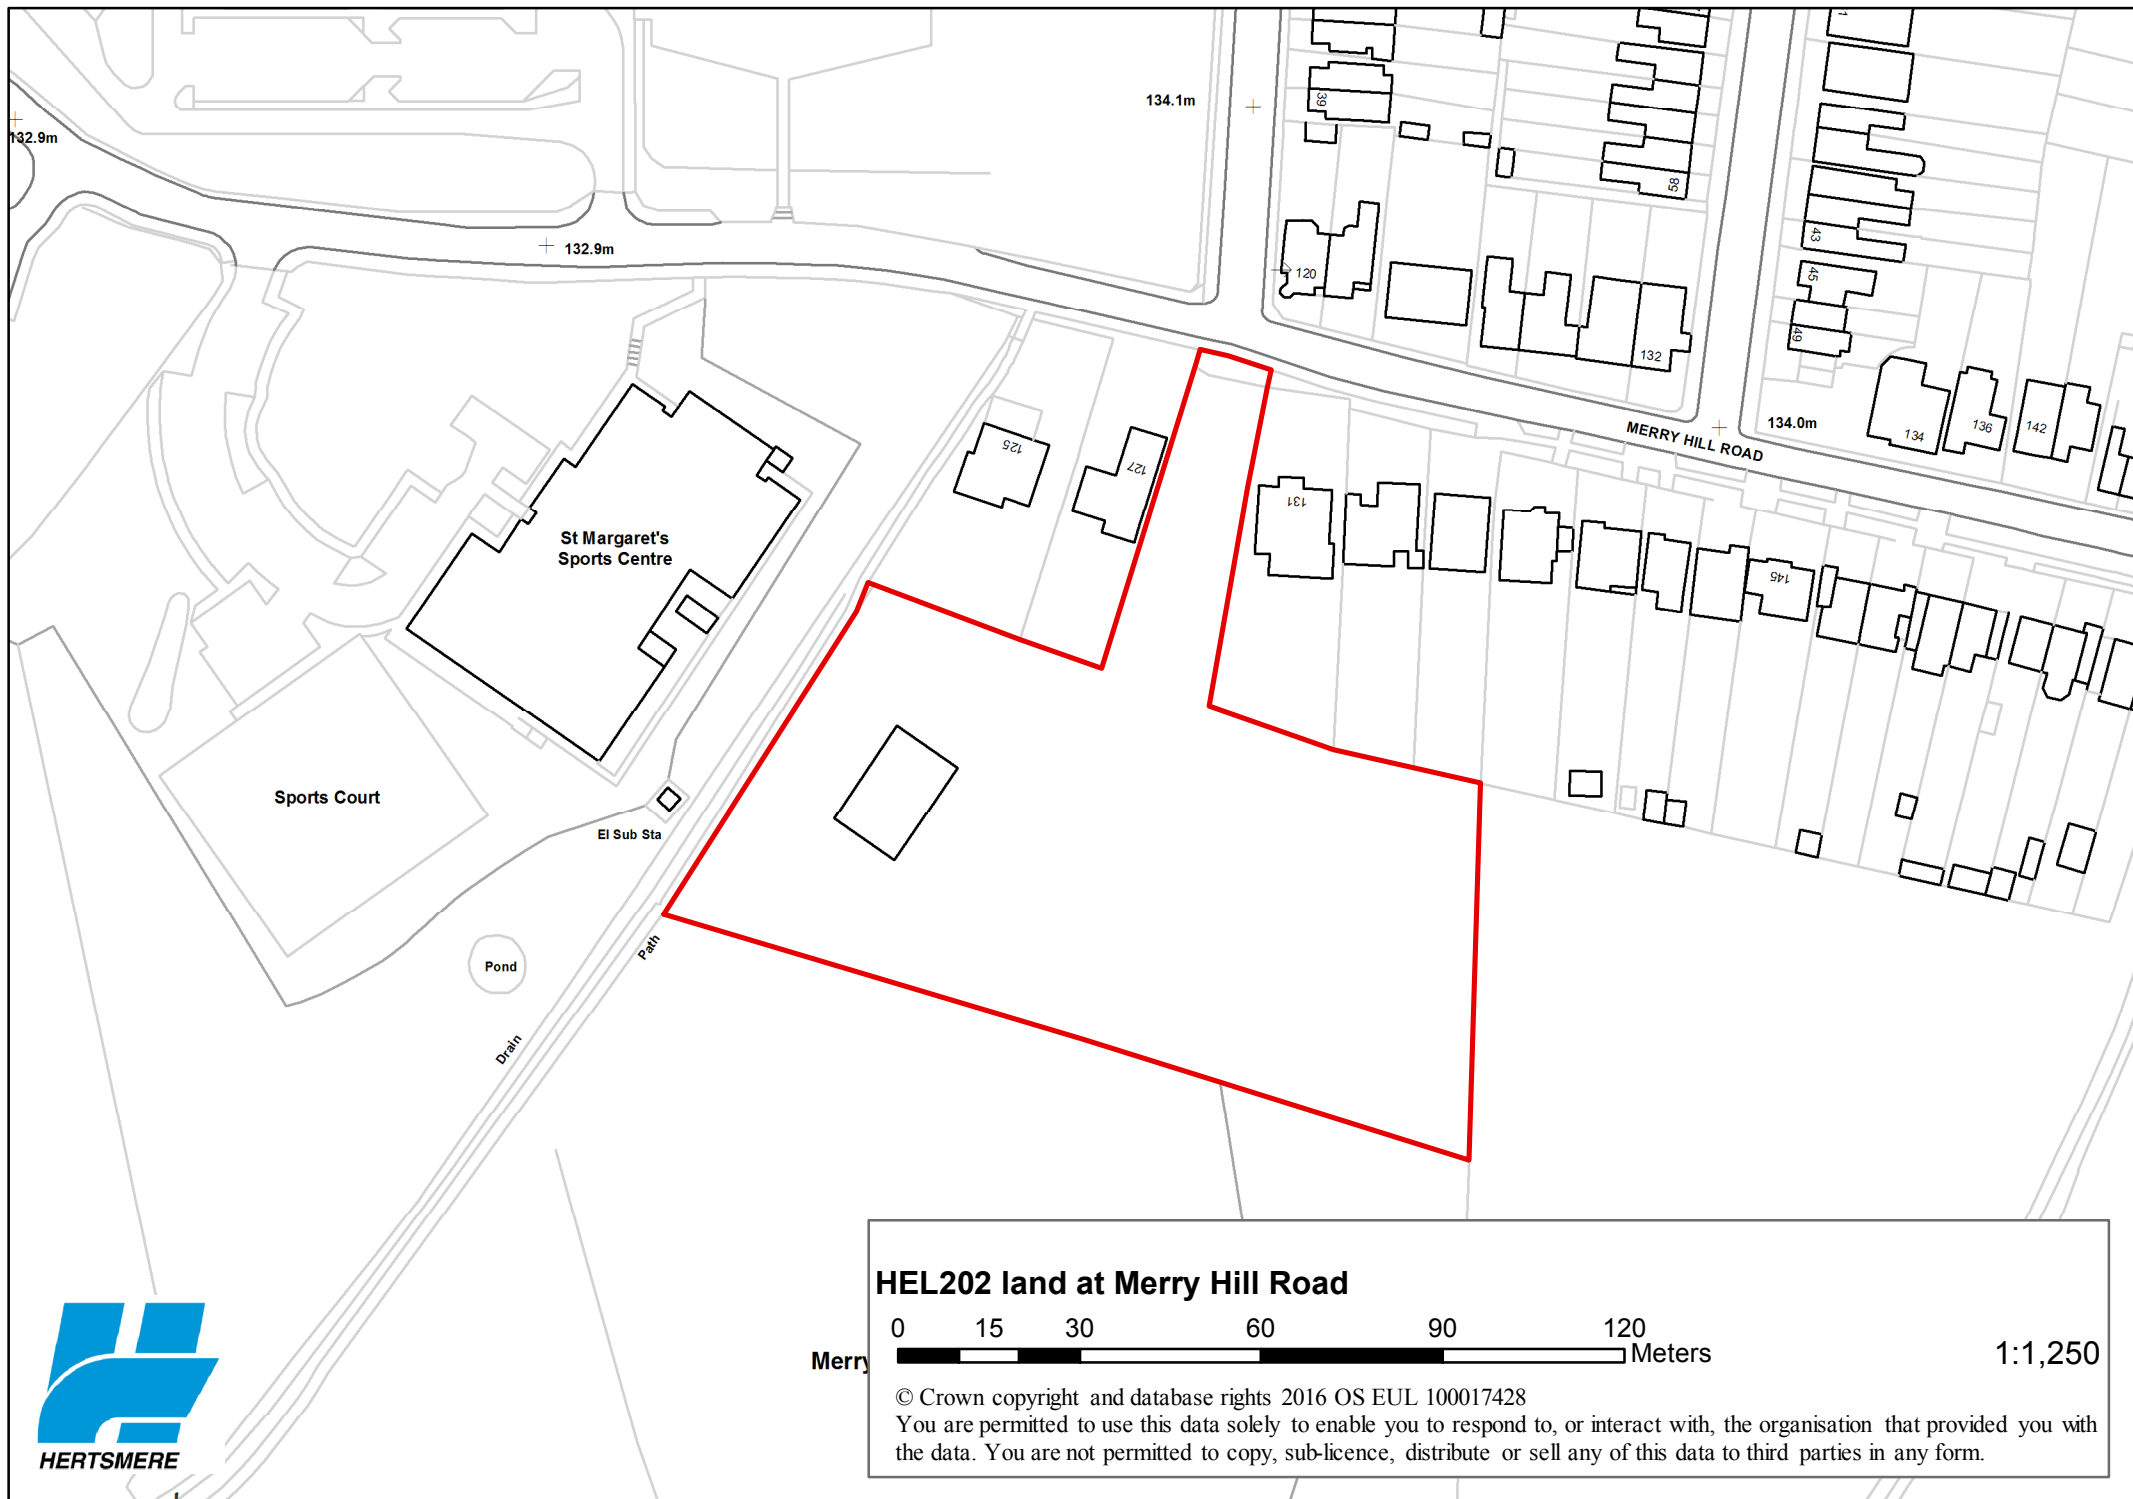 134.1m
132.9m
39
58
43
132.9m
120
45
49
132
134.0m
MERRY HILL ROAD
134
136
142
125
127
131
145
St Margaret's
Sports Centre
Sports Court
El Sub Sta
Path
Pond
Drain
HEL202 land at Merry Hill Road
0 15 30 60 90 120
Meters
1:1,250
Merry
© Crown copyright and database rights 2016 OS EUL 100017428
You are permitted to use this data solely to enable you to respond to, or interact with, the organisation that provided you with
the data. You are not permitted to copy, sub-licence, distribute or sell any of this data to third parties in any form.
HERTSMERE